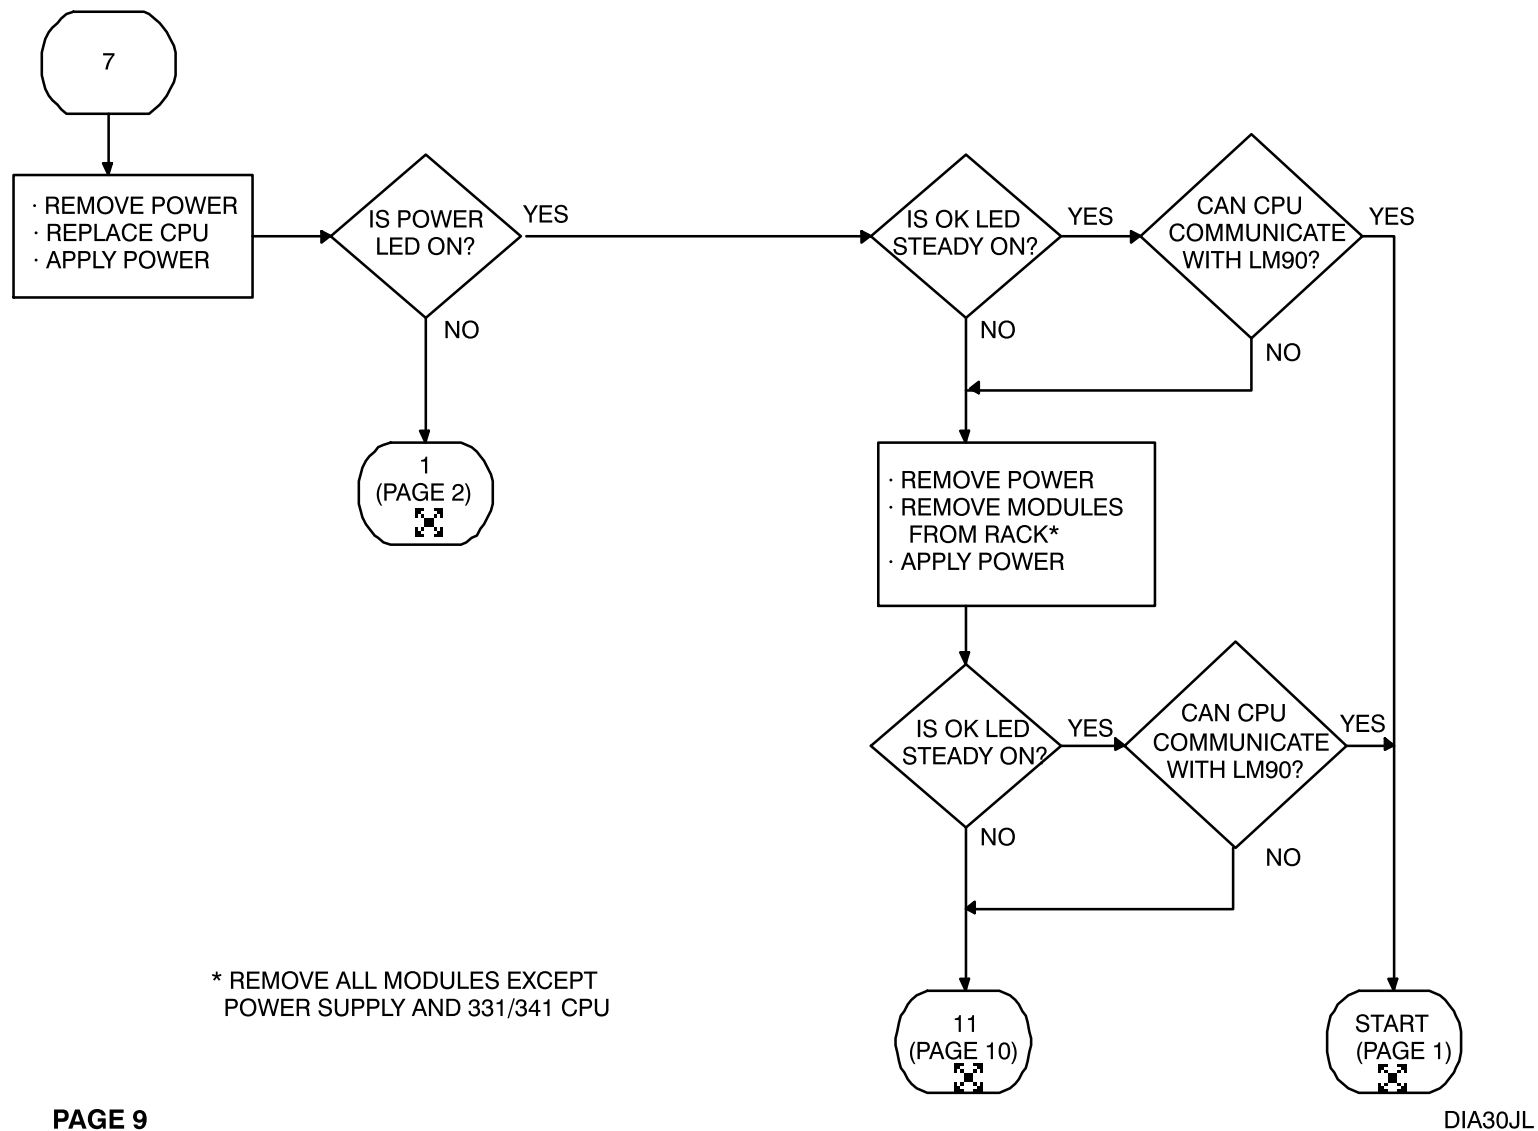 7
· REMOVE POWER
· REPLACE CPU
· APPLY POWER
IS POWER
LED ON?
YES
NO
1
(PAGE 2)
IS OK LED
STEADY ON?
YES
NO
CAN CPU
COMMUNICATE
WITH LM90?
YES
NO
· REMOVE POWER
· REMOVE MODULES
FROM RACK*
· APPLY POWER
IS OK LED
STEADY ON?
YES
NO
CAN CPU
COMMUNICATE
WITH LM90?
YES
NO
* REMOVE ALL MODULES EXCEPT
POWER SUPPLY AND 331/341 CPU
11
(PAGE 10)
START
(PAGE 1)
PAGE 9
DIA30JL